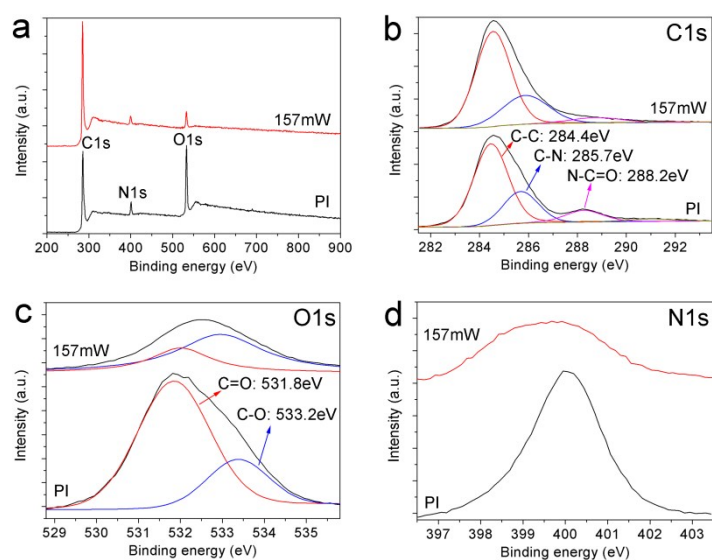 a
157mW
C1s
O1s
N1s
PI
Intensity (a.u.)
200 300 400 500 600 700 800 900
Binding energy (eV)
b
C1s
157mW
C-C: 284.4eV
C-N: 285.7eV
N-C=O: 288.2eV
PI
Intensity (a.u.)
282 284 286 288 290 292
Binding energy (eV)
c
O1s
157mW
C=O: 531.8eV
C-O: 533.2eV
PI
Intensity (a.u.)
529 530 531 532 533 534 535
Binding energy (eV)
d
N1s
157mW
PI
Intensity (a.u.)
397 398 399 400 401 402 403
Binding energy (eV)